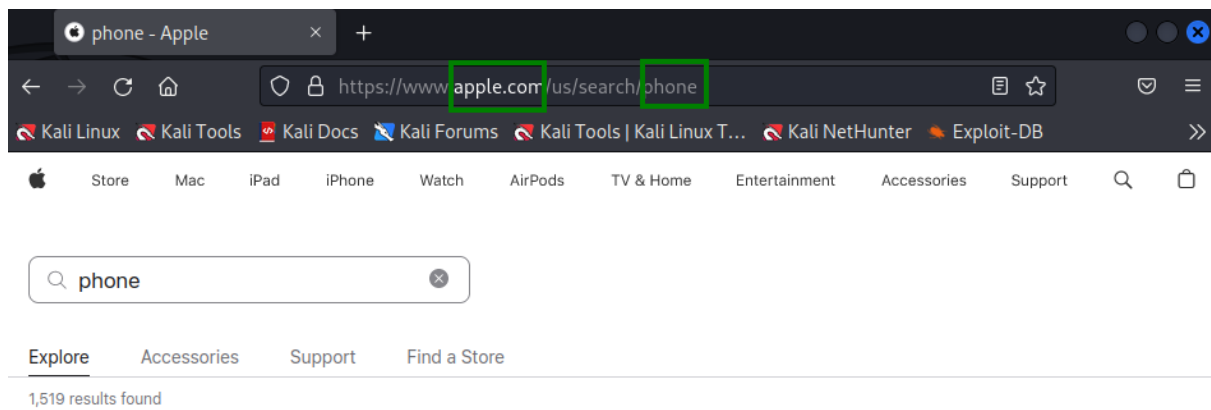 phone - Apple
https://www.apple.com/us/search/phone
Kali Linux Kali Tools Kali Docs Kali Forums Kali Tools | Kali Linux T... Kali NetHunter Exploit-DB
Store Mac iPad iPhone Watch AirPods TV & Home Entertainment Accessories Support
phone
Explore Accessories Support Find a Store
1,519 results found